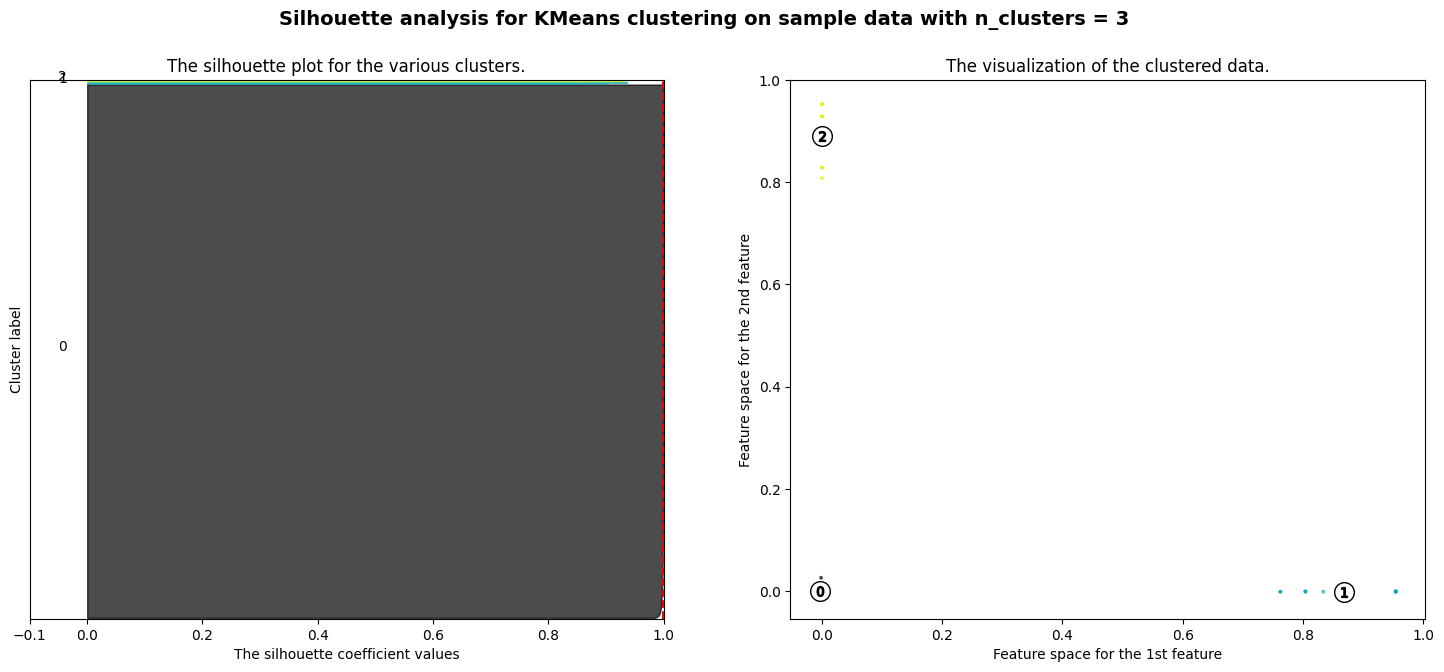 Silhouette analysis for KMeans clustering on sample data with n_clusters = 3
The silhouette plot for the various clusters.
2
1
0
Cluster label
−0.1 0.0 0.2 0.4 0.6 0.8 1.0
The silhouette coefficient values
The visualization of the clustered data.
1.0
0.8
0.6
0.4
0.2
0.0
Feature space for the 2nd feature
2
0
1
0.0 0.2 0.4 0.6 0.8 1.0
Feature space for the 1st feature